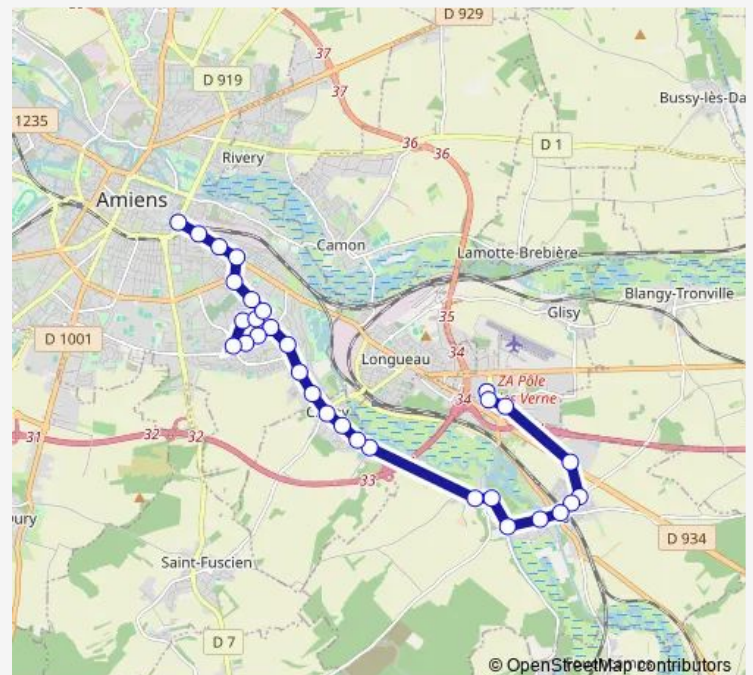 D 929
37
37
D 919
Bussy-lès-Da
1235
36
36
D 1
Rivery
Amiens
Camon
Lamotte-Brebière
Blangy-Tronville
Glisy
35
D 1001
34
Longueau
ZA Pôle
34
31
32
32
33
D 934
Saint-Fuscien
D 7
© OpenStreetMap contributors